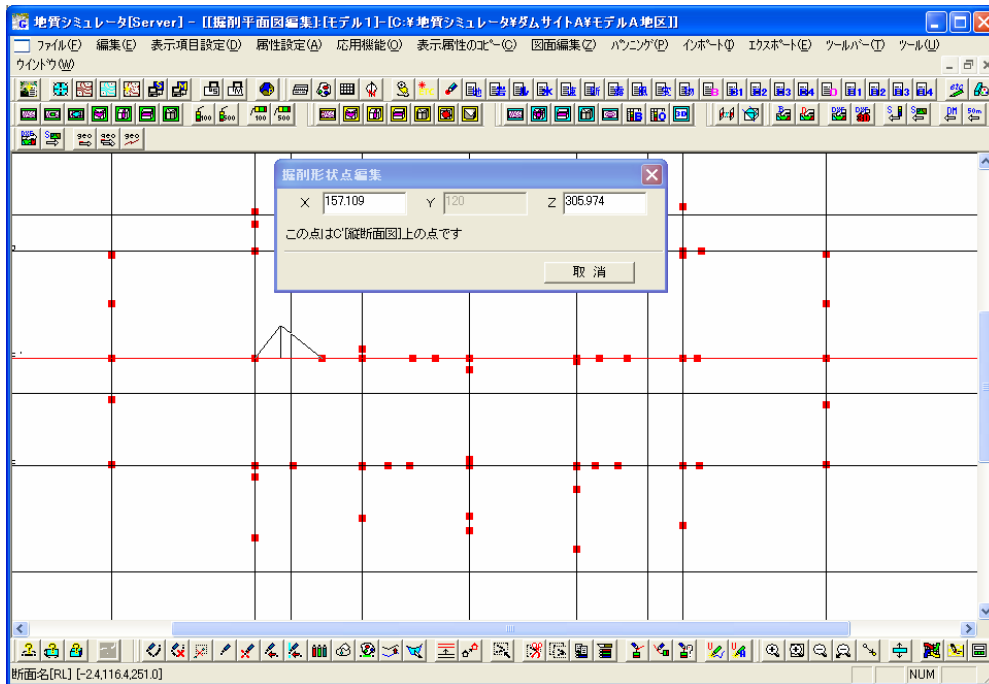 地質シミュレータ[Server] - [[掘削平面図編集]:[モデル1]-[C:¥地質シミュレータ¥ダムサイトA¥モデルA地区]]
ファイル(F) 編集(E) 表示項目設定(D) 属性設定(A) 応用機能(O) 表示属性のコピー(C) 図面編集(Z) パンニング(P) インポート(I) エクスポート(E) ツールバー(T) ツール(U)
ウインドウ(W)
掘削形状点編集
X 157.109 Y 120 Z 305.974
この点はC'[縦断面図]上の点です
取 消
断面名[RL] [-2.4,116.4,251.0]
NUM